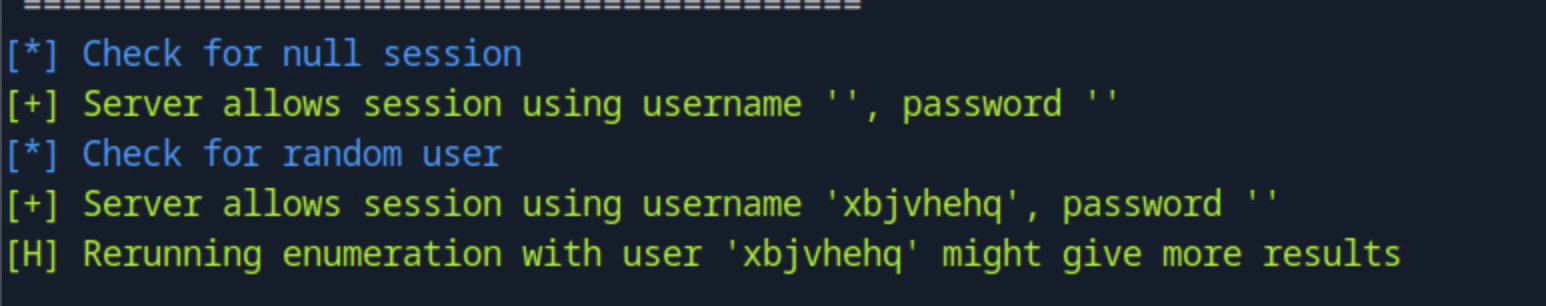 ==========================================
[*] Check for null session
[+] Server allows session using username '', password ''
[*] Check for random user
[+] Server allows session using username 'xbjvhehq', password ''
[H] Rerunning enumeration with user 'xbjvhehq' might give more results